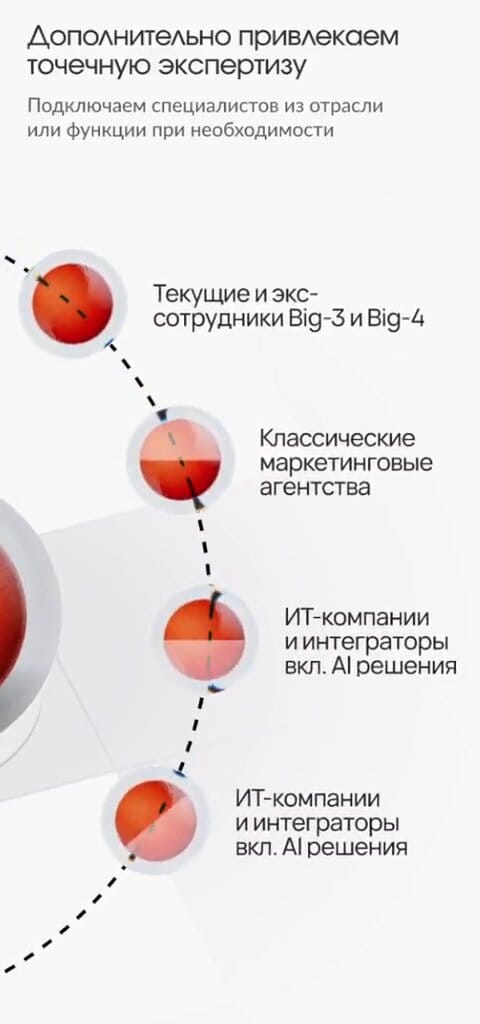 Дополнительно привлекаем
точечную экспертизу
Подключаем специалистов из отрасли
или функции при необходимости
Текущие и экс-
сотрудники Big-3 и Big-4
Классические
маркетинговые
агентства
ИТ-компании
и интеграторы
вкл. AI решения
ИТ-компании
и интеграторы
вкл. AI решения